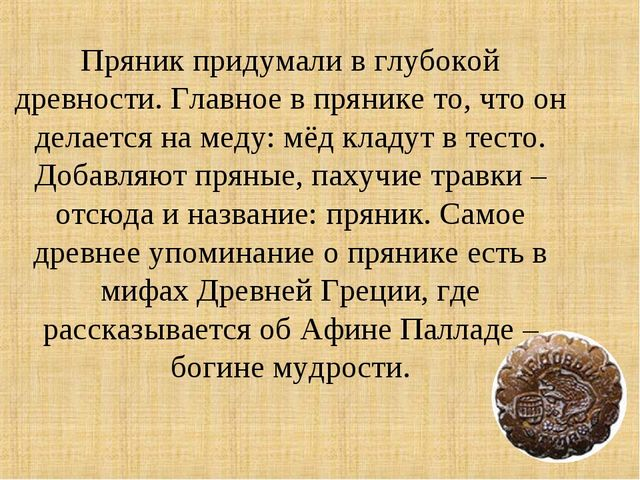 Пряник придумали в глубокой
древности. Главное в прянике то, что он
делается на меду: мёд кладут в тесто.
Добавляют пряные, пахучие травки –
отсюда и название: пряник. Самое
древнее упоминание о прянике есть в
мифах Древней Греции, где
рассказывается об Афине Палладе –
богине мудрости.